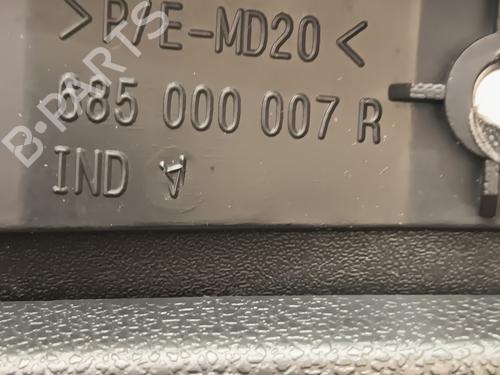 >P/E-MD20<
685 000 007 R
IND A
B-PARTS